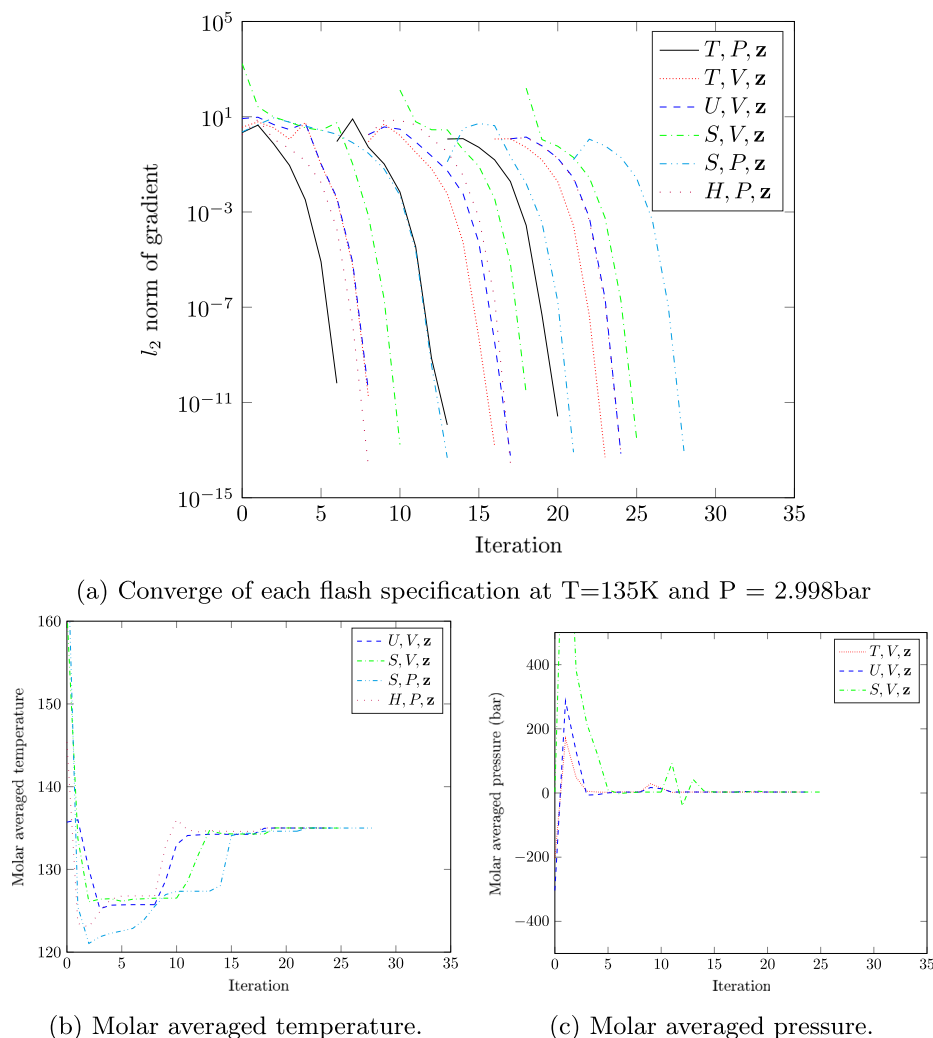 10^5
10^1
10^−3
10^−7
10^−11
10^−15
l_2 norm of gradient
0 5 10 15 20 25 30 35
Iteration
T, P, z
T, V, z
U, V, z
S, V, z
S, P, z
H, P, z
(a) Converge of each flash specification at T=135K and P = 2.998bar
160
150
140
130
120
Molar averaged temperature
0 5 10 15 20 25 30 35
Iteration
U, V, z
S, V, z
S, P, z
H, P, z
(b) Molar averaged temperature.
400
200
0
−200
−400
Molar averaged pressure (bar)
0 5 10 15 20 25 30 35
Iteration
T, V, z
U, V, z
S, V, z
(c) Molar averaged pressure.